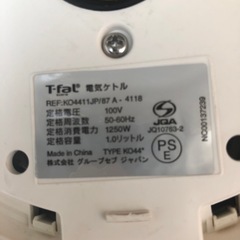 T-fal 電気ケトル
REF:KO4411JP/87 A - 4118
定格電圧: 100V
定格周波数: 50-60Hz
定格消費電力: 1250W
定格容量: 1.0リットル
Made in China TYPE KO44*
株式会社 グループセブ ジャパン
JQA
JQ10763-2
PS
E
NC00137239